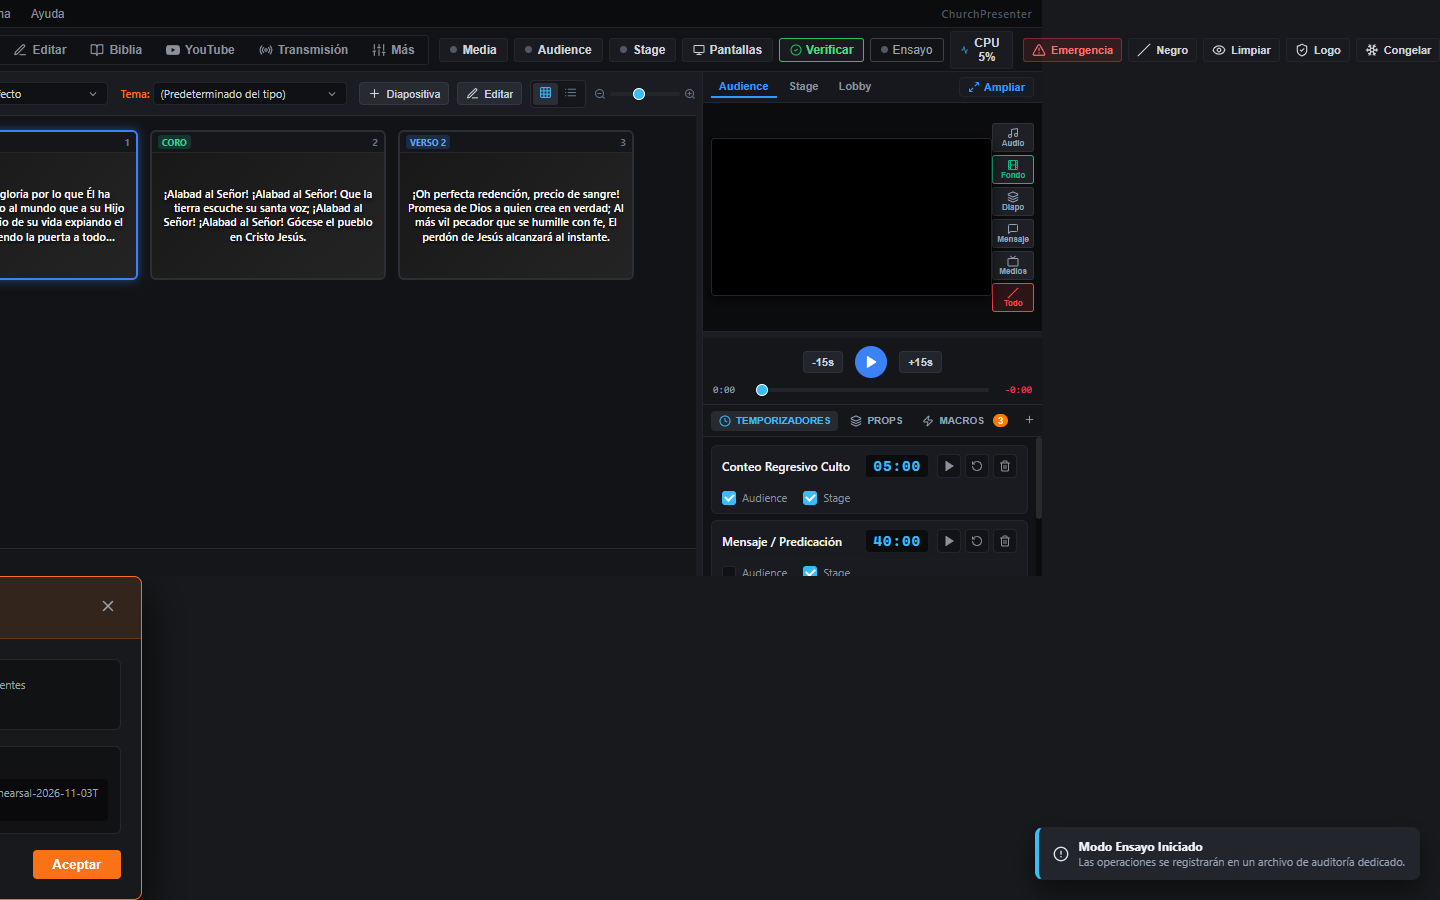 Ayuda
ChurchPresenter
Editar
Biblia
YouTube
Transmisión
Más
Media
Audience
Stage
Pantallas
Verificar
Ensayo
CPU
5%
Emergencia
Negro
Limpiar
Logo
Congelar
Tema:
(Predeterminado del tipo)
Diapositiva
Editar
Audience
Stage
Lobby
Ampliar
1
gloria por lo que Él ha
o al mundo que a su Hijo
io de su vida expiando el
endo la puerta a todo...
CORO
2
¡Alabad al Señor! ¡Alabad al Señor! Que la
tierra escuche su santa voz; ¡Alabad al
Señor! ¡Alabad al Señor! Gócese el pueblo
en Cristo Jesús.
VERSO 2
3
¡Oh perfecta redención, precio de sangre!
Promesa de Dios a quien crea en verdad; Al
más vil pecador que se humille con fe, El
perdón de Jesús alcanzará al instante.
Audio
Fondo
Diapo
Mensaje
Medios
Todo
-15s
+15s
0:00
-0:00
TEMPORIZADORES
PROPS
MACROS
3
Conteo Regresivo Culto
05:00
Audience
Stage
Mensaje / Predicación
40:00
Audience
Stage
entes
hearsal-2026-11-03T
Aceptar
Modo Ensayo Iniciado
Las operaciones se registrarán en un archivo de auditoría dedicado.